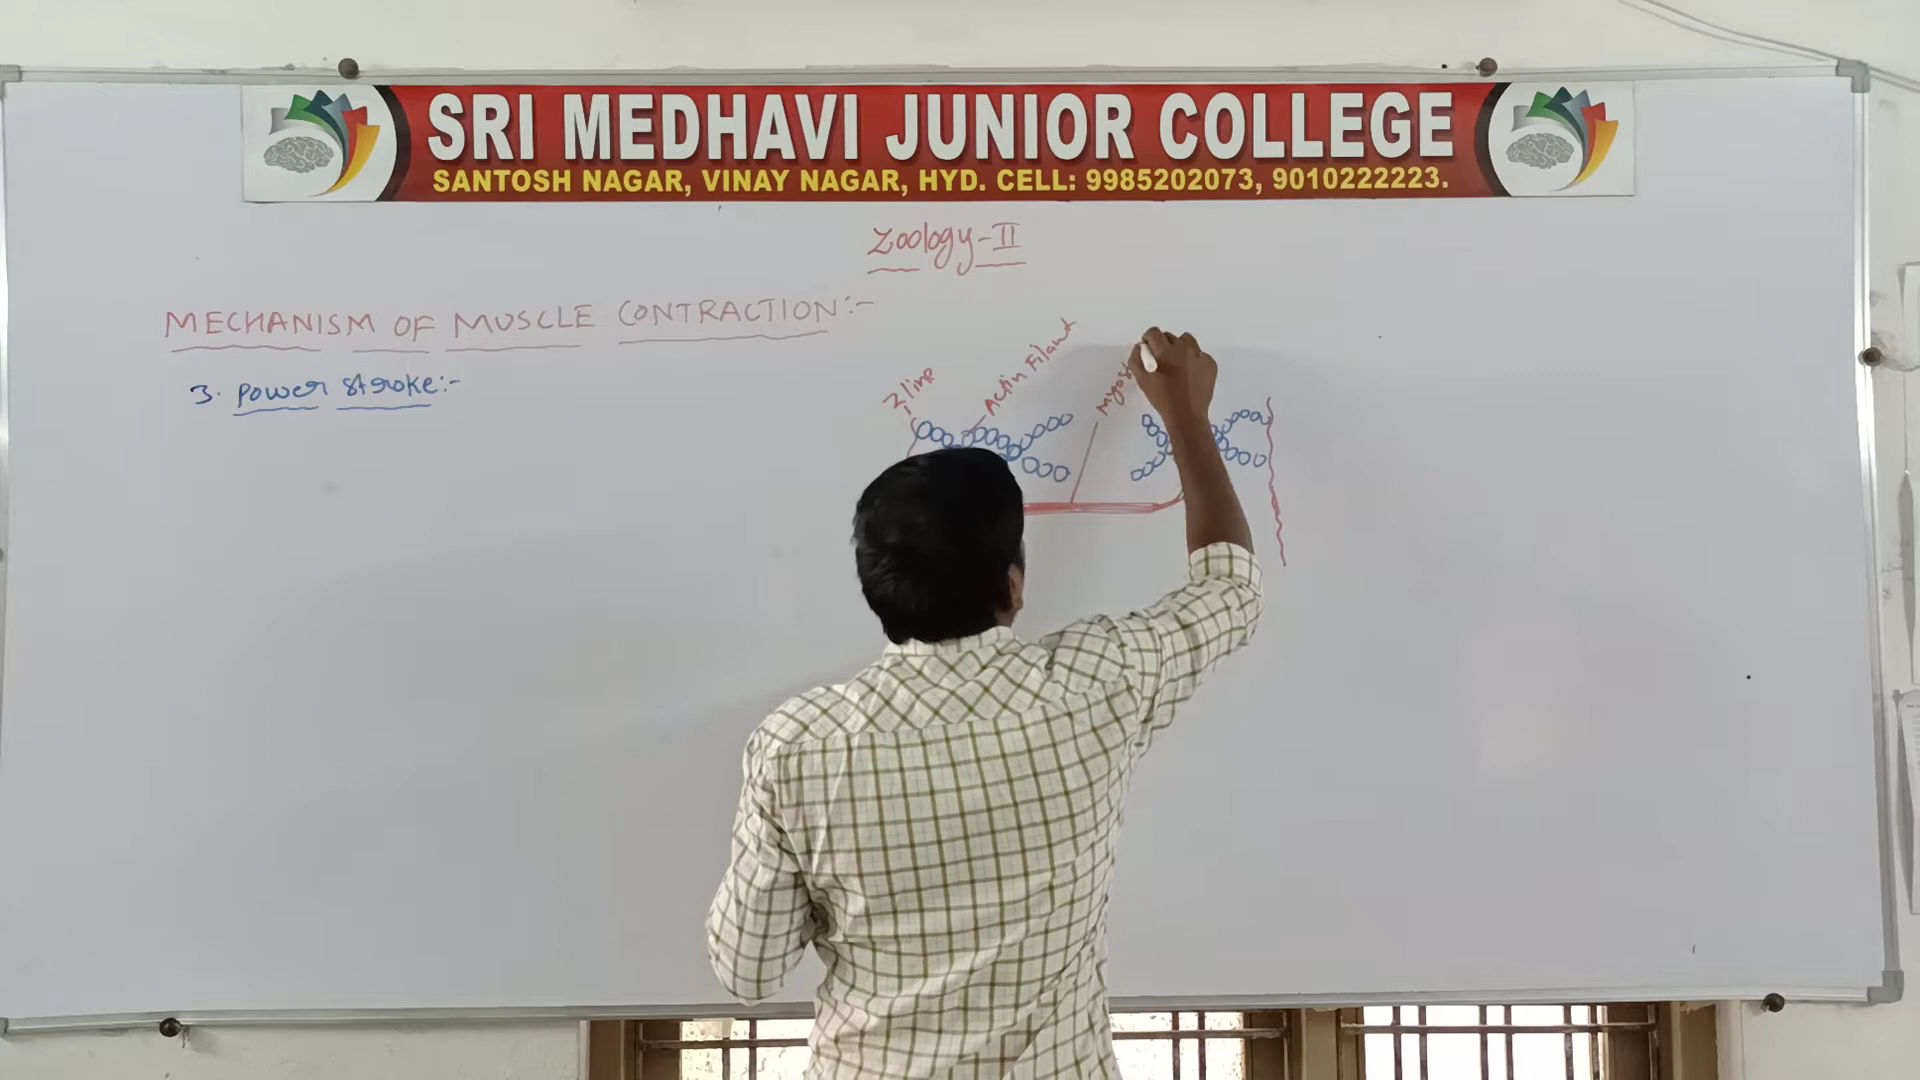 SRI MEDHAVI JUNIOR COLLEGE
SANTOSH NAGAR, VINAY NAGAR, HYD. CELL: 9985202073, 9010222223.
Zoology-II
MECHANISM OF MUSCLE CONTRACTION:-
3. power stroke:-
Z line
Actin Filamt